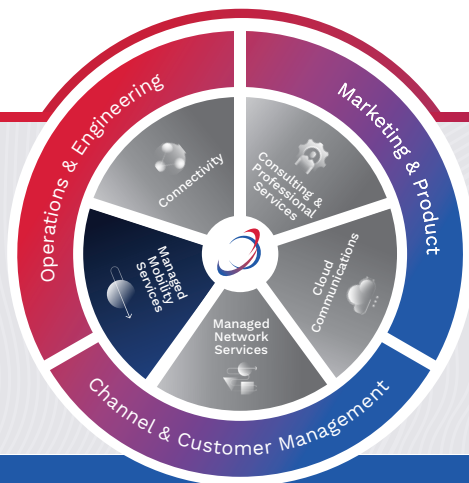 Operations & Engineering
Marketing & Product
Connectivity
Consulting &
Professional
Services
Managed
Mobility
Services
Cloud
Communications
Managed
Network
Services
Channel & Customer Management